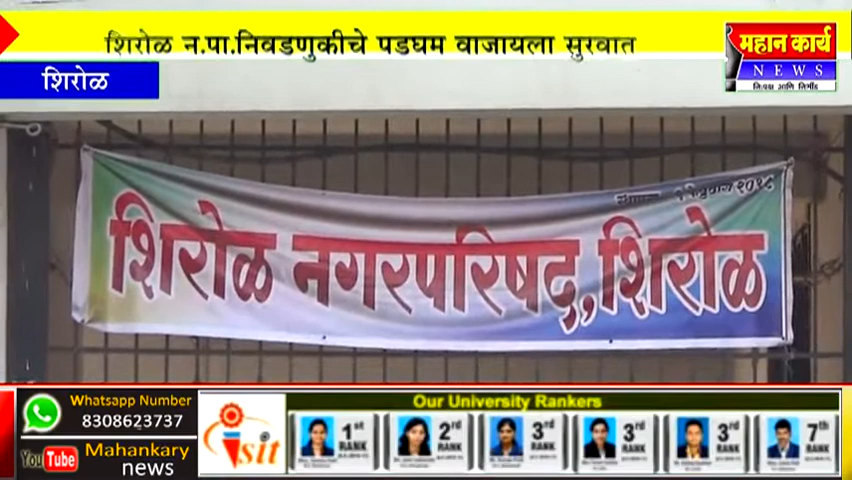 शिरोळ न.पा.निवडणुकीचे पडघम वाजायला सुरवात
महान कार्य
NEWS
शिरोळ
शिरोळ नगरपरिषद,शिरोळ
Whatsapp Number
8308623737
YouTube
Mahankary
news
isit
Our University Rankers
1st RANK
2nd RANK
3rd RANK
3rd RANK
3rd RANK
7th RANK